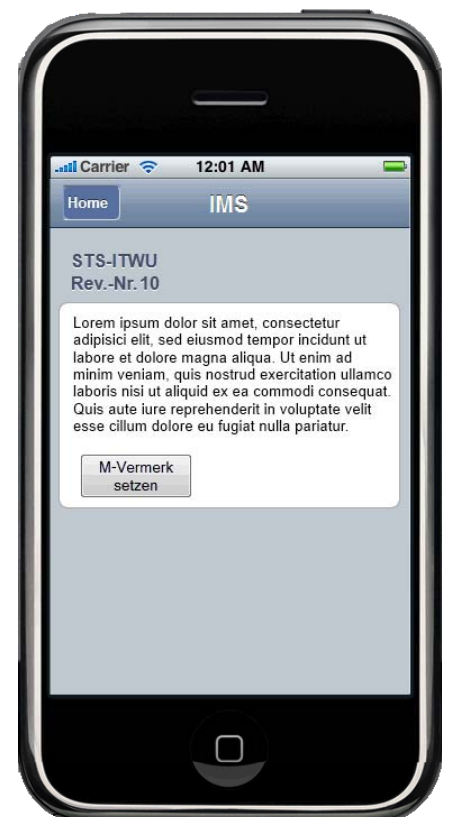 Carrier 12:01 AM
Home IMS
STS-ITWU
Rev.-Nr. 10
Lorem ipsum dolor sit amet, consectetur
adipisici elit, sed eiusmod tempor incidunt ut
labore et dolore magna aliqua. Ut enim ad
minim veniam, quis nostrud exercitation ullamco
laboris nisi ut aliquid ex ea commodi consequat.
Quis aute iure reprehenderit in voluptate velit
esse cillum dolore eu fugiat nulla pariatur.
M-Vermerk
setzen